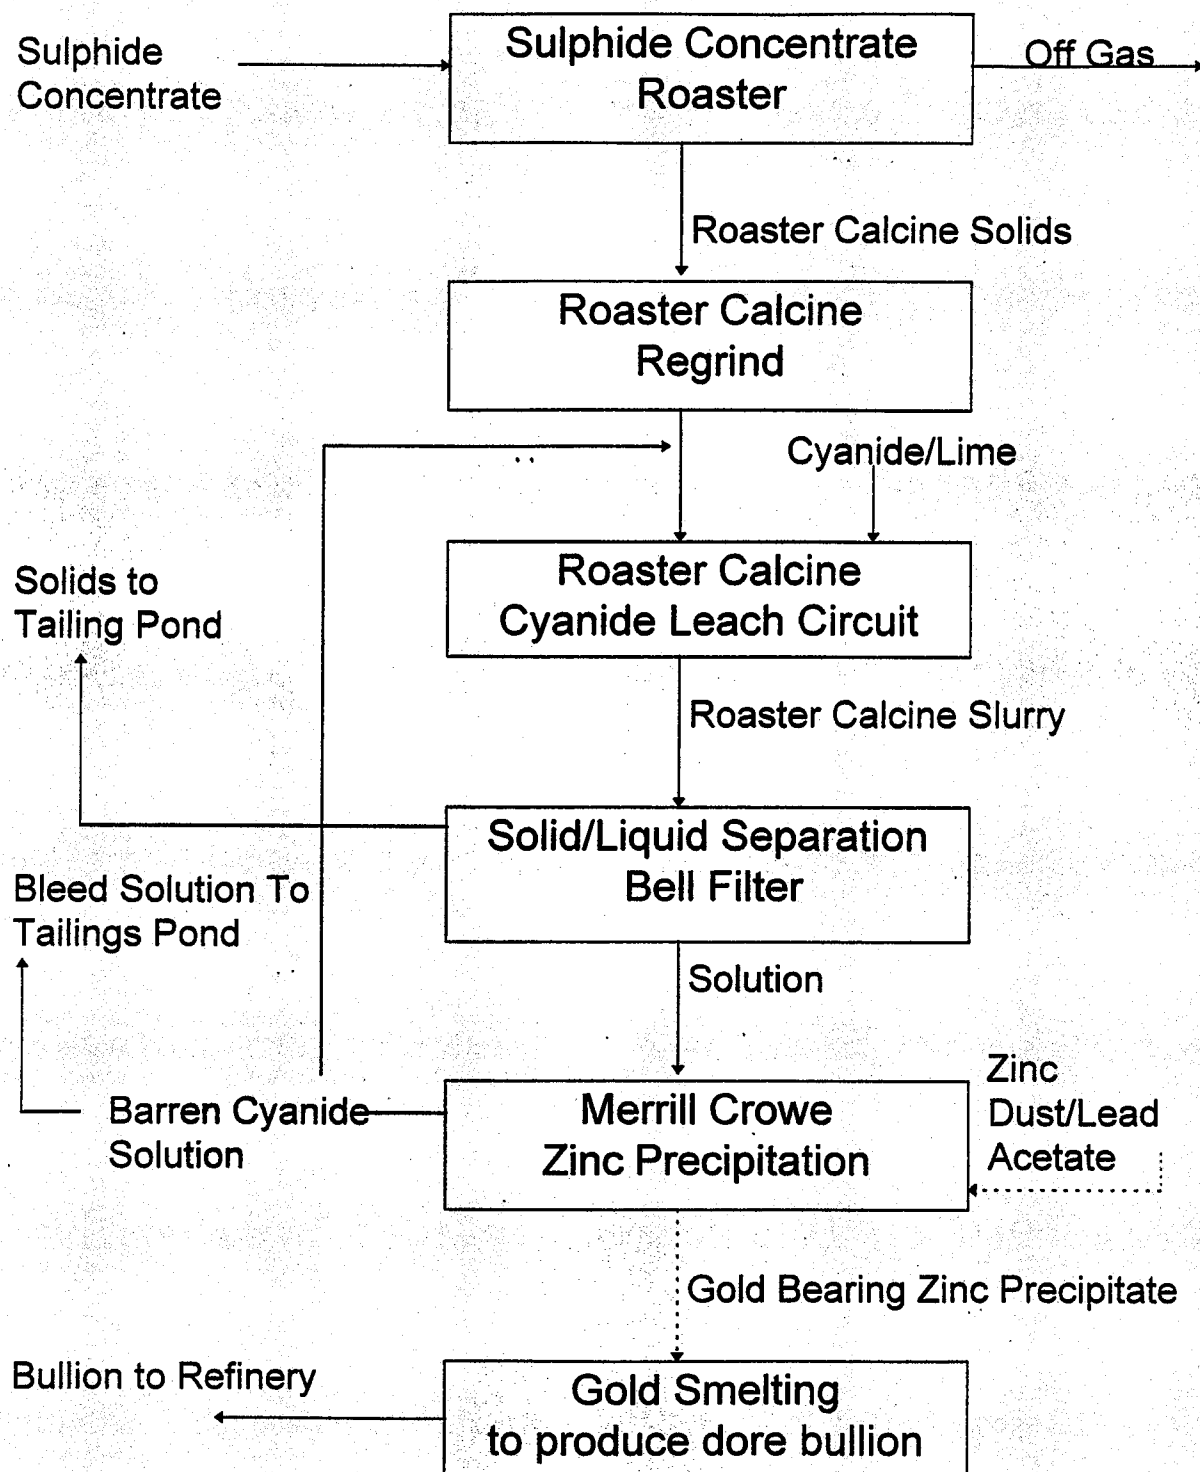 Sulphide
Concentrate
Sulphide Concentrate
Roaster
Off Gas
Roaster Calcine Solids
Roaster Calcine
Regrind
Cyanide/Lime
Roaster Calcine
Cyanide Leach Circuit
Solids to
Tailing Pond
Roaster Calcine Slurry
Solid/Liquid Separation
Bell Filter
Bleed Solution To
Tailings Pond
Solution
Zinc
Dust/Lead
Acetate
Merrill Crowe
Zinc Precipitation
Barren Cyanide
Solution
Gold Bearing Zinc Precipitate
Bullion to Refinery
Gold Smelting
to produce dore bullion